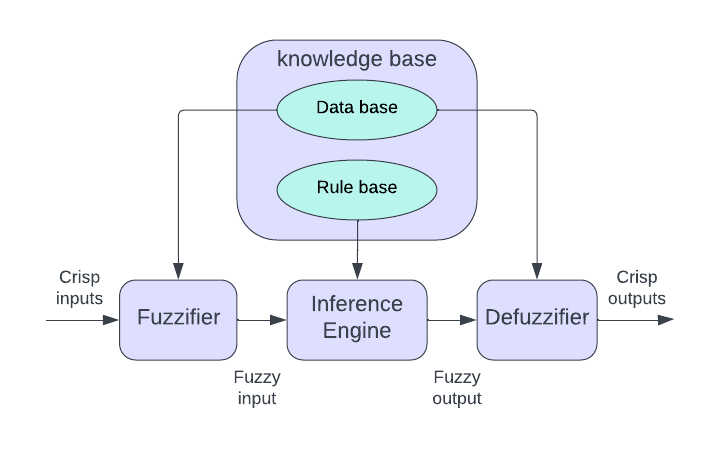 knowledge base
Data base
Rule base
Crisp
inputs
Fuzzifier
Fuzzy
input
Inference
Engine
Fuzzy
output
Defuzzifier
Crisp
outputs